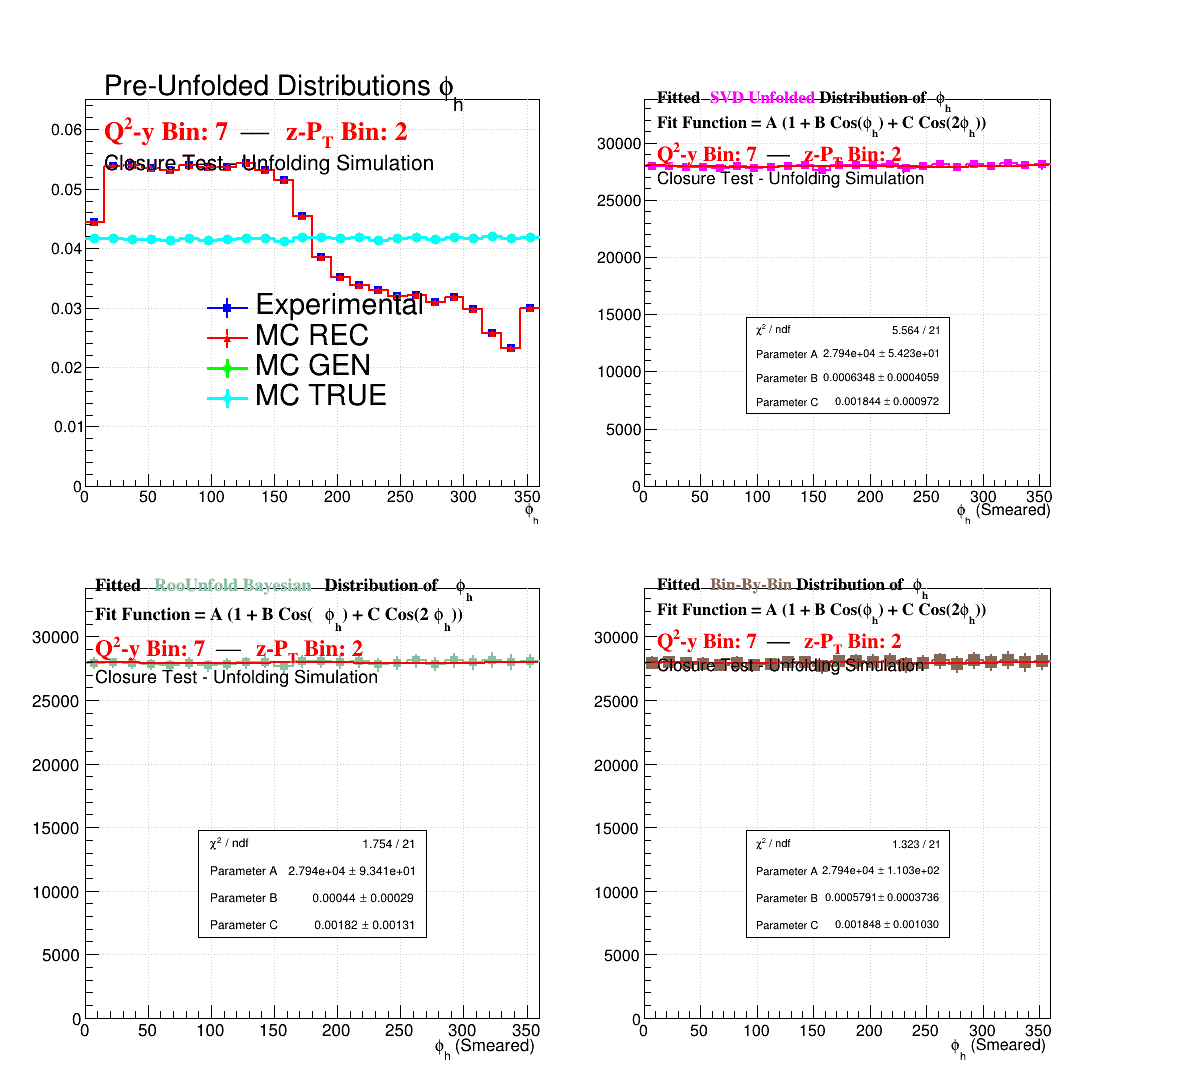 Pre-Unfolded Distributions ϕh
Q²-y Bin: 7 — z-PT Bin: 2
Closure Test - Unfolding Simulation
0.06
0.05
0.04
0.03
0.02
0.01
0
Experimental
MC REC
MC GEN
MC TRUE
0 50 100 150 200 250 300 350
ϕh
Fitted SVD Unfolded Distribution of ϕh
Fit Function = A (1 + B Cos(ϕh) + C Cos(2ϕh))
Q²-y Bin: 7 — z-PT Bin: 2
Closure Test - Unfolding Simulation
30000
25000
20000
15000
10000
5000
0
χ² / ndf 5.564 / 21
Parameter A 2.794e+04 ± 5.423e+01
Parameter B 0.0006348 ± 0.0004059
Parameter C 0.001844 ± 0.000972
0 50 100 150 200 250 300 350
ϕh (Smeared)
Fitted RooUnfold Bayesian Distribution of ϕh
Fit Function = A (1 + B Cos( ϕh) + C Cos(2 ϕh))
Q²-y Bin: 7 — z-PT Bin: 2
Closure Test - Unfolding Simulation
30000
25000
20000
15000
10000
5000
0
χ² / ndf 1.754 / 21
Parameter A 2.794e+04 ± 9.341e+01
Parameter B 0.00044 ± 0.00029
Parameter C 0.00182 ± 0.00131
0 50 100 150 200 250 300 350
ϕh (Smeared)
Fitted Bin-By-Bin Distribution of ϕh
Fit Function = A (1 + B Cos(ϕh) + C Cos(2ϕh))
Q²-y Bin: 7 — z-PT Bin: 2
Closure Test - Unfolding Simulation
30000
25000
20000
15000
10000
5000
0
χ² / ndf 1.323 / 21
Parameter A 2.794e+04 ± 1.103e+02
Parameter B 0.0005791 ± 0.0003736
Parameter C 0.001848 ± 0.001030
0 50 100 150 200 250 300 350
ϕh (Smeared)